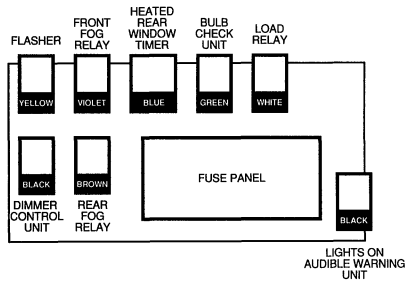 FLASHER
FRONT
FOG
RELAY
HEATED
REAR
WINDOW
TIMER
BULB
CHECK
UNIT
LOAD
RELAY
YELLOW
VIOLET
BLUE
GREEN
WHITE
BLACK
BROWN
FUSE PANEL
BLACK
DIMMER
CONTROL
UNIT
REAR
FOG
RELAY
LIGHTS ON
AUDIBLE WARNING
UNIT